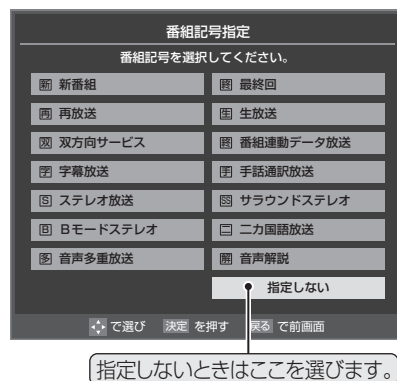 番組記号指定
番組記号を選択してください。
新 新番組
終 最終回
再 再放送
生 生放送
双 双方向サービス
番組連動データ放送
字 字幕放送
手 手話通訳放送
S ステレオ放送
SS サラウンドステレオ
B Bモードステレオ
二 二カ国語放送
多 音声多重放送
解 音声解説
指定しない
で選び 決定 を押す 戻る で前画面
指定しないときはここを選びます。